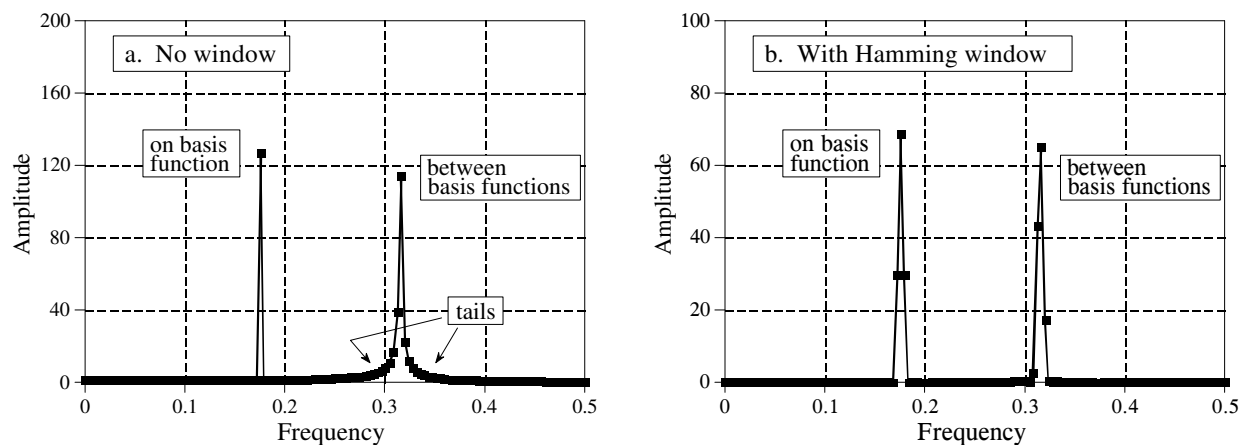 a. No window
200
160
120
80
40
0
Amplitude
on basis
function
between
basis functions
tails
0
0.1
0.2
0.3
0.4
0.5
Frequency
b. With Hamming window
100
80
60
40
20
0
Amplitude
on basis
function
between
basis functions
0
0.1
0.2
0.3
0.4
0.5
Frequency